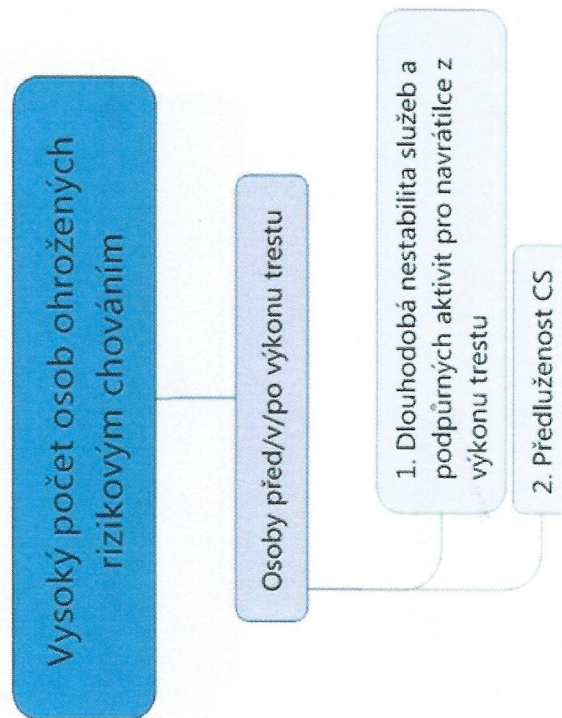 Vysoký počet osob ohrožených
rizikovým chováním
Osoby před/v/po výkonu trestu
1. Dlouhodobá nestabilita služeb a
podpůrných aktivit pro navrátilce z
výkonu trestu
2. Předluženost CS